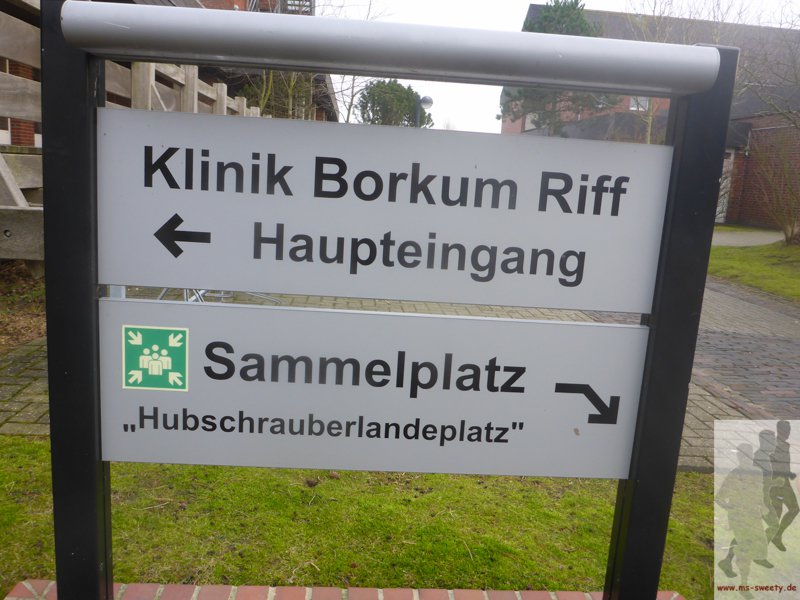 Klinik Borkum Riff
← Haupteingang
Sammelplatz
„Hubschrauberlandeplatz"
www.ms-sweety.de